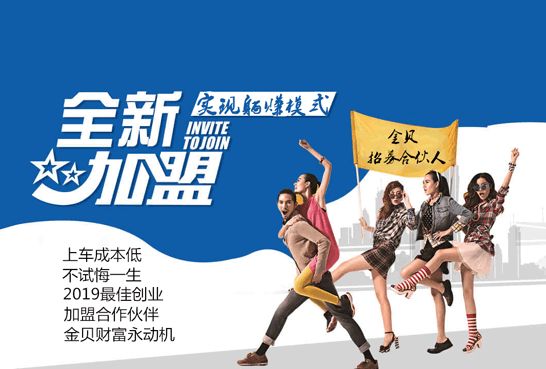 实现躺赚模式
全新
INVITE
TO JOIN
加盟
金贝
招募合伙人
上车成本低
不试悔一生
2019最佳创业
加盟合作伙伴
金贝财富永动机